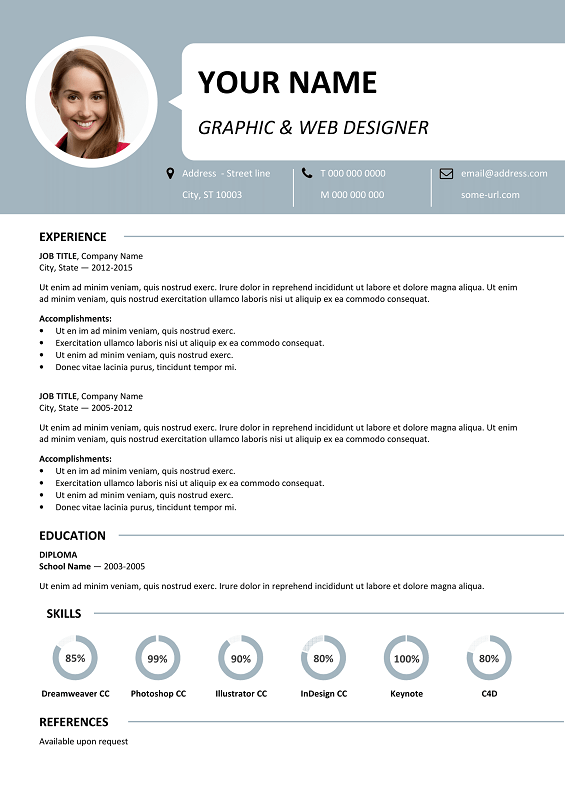 YOUR NAME
GRAPHIC & WEB DESIGNER
Address - Street line
City, ST 10003
T 000 000 0000
M 000 000 000
email@address.com
some-url.com
EXPERIENCE
JOB TITLE, Company Name
City, State — 2012-2015
Ut enim ad minim veniam, quis nostrud exerc. Irure dolor in reprehend incididunt ut labore et dolore magna aliqua. Ut enim
ad minim veniam, quis nostrud exercitation ullamco laboris nisi ut aliquip ex ea commodo consequat.
Accomplishments:
• Ut en im ad minim veniam, quis nostrud exerc.
• Exercitation ullamco laboris nisi ut aliquip ex ea commodo consequat.
• Ut enim ad minim veniam, quis nostrud exerc.
• Donec vitae lacinia purus, tincidunt tempor mi.
JOB TITLE, Company Name
City, State — 2005-2012
Ut enim ad minim veniam, quis nostrud exerc. Irure dolor in reprehend incididunt ut labore et dolore magna aliqua. Ut enim
ad minim veniam, quis nostrud exercitation ullamco laboris nisi ut aliquip ex ea commodo consequat.
Accomplishments:
• Ut en im ad minim veniam, quis nostrud exerc.
• Exercitation ullamco laboris nisi ut aliquip ex ea commodo consequat.
• Ut enim ad minim veniam, quis nostrud exerc.
• Donec vitae lacinia purus, tincidunt tempor mi.
EDUCATION
DIPLOMA
School Name — 2003-2005
Ut enim ad minim veniam, quis nostrud exerc. Irure dolor in reprehend incididunt ut labore et dolore magna aliqua.
SKILLS
85% 99% 90% 80% 100% 80%
Dreamweaver CC Photoshop CC Illustrator CC InDesign CC Keynote C4D
REFERENCES
Available upon request